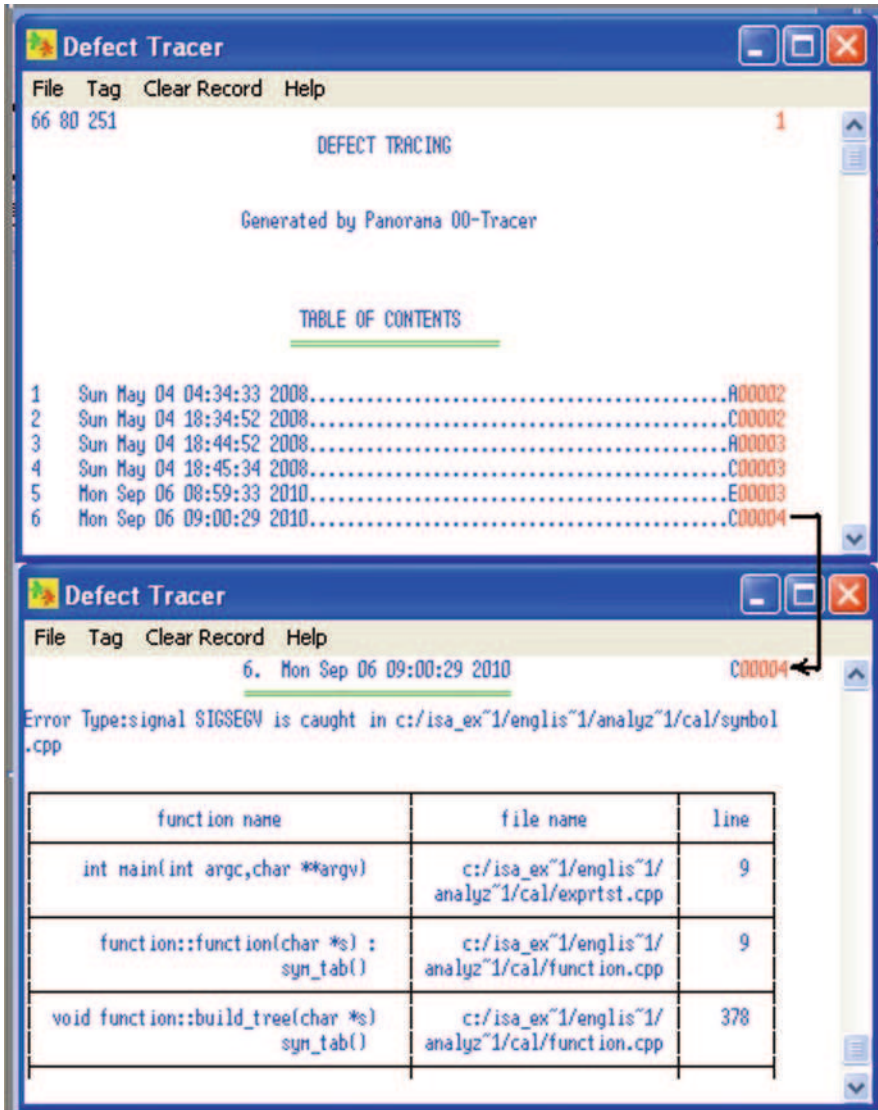 Defect Tracer
File Tag Clear Record Help
66 80 251 1
DEFECT TRACING
Generated by Panorama OO-Tracer
TABLE OF CONTENTS
1 Sun May 04 04:34:33 2008............................................A00002
2 Sun May 04 18:34:52 2008............................................C00002
3 Sun May 04 18:44:52 2008............................................A00003
4 Sun May 04 18:45:34 2008............................................C00003
5 Mon Sep 06 08:59:33 2010............................................E00003
6 Mon Sep 06 09:00:29 2010............................................C00004
Defect Tracer
File Tag Clear Record Help
6. Mon Sep 06 09:00:29 2010 C00004
Error Type:signal SIGSEGV is caught in c:/isa_ex~1/englis~1/analyz~1/cal/symbol
.cpp
function name file name line
int main(int argc,char **argv) c:/isa_ex~1/englis~1/ 9
analyz~1/cal/exprtst.cpp
function::function(char *s) : c:/isa_ex~1/englis~1/ 9
sym_tab() analyz~1/cal/function.cpp
void function::build_tree(char *s) c:/isa_ex~1/englis~1/ 378
sym_tab() analyz~1/cal/function.cpp